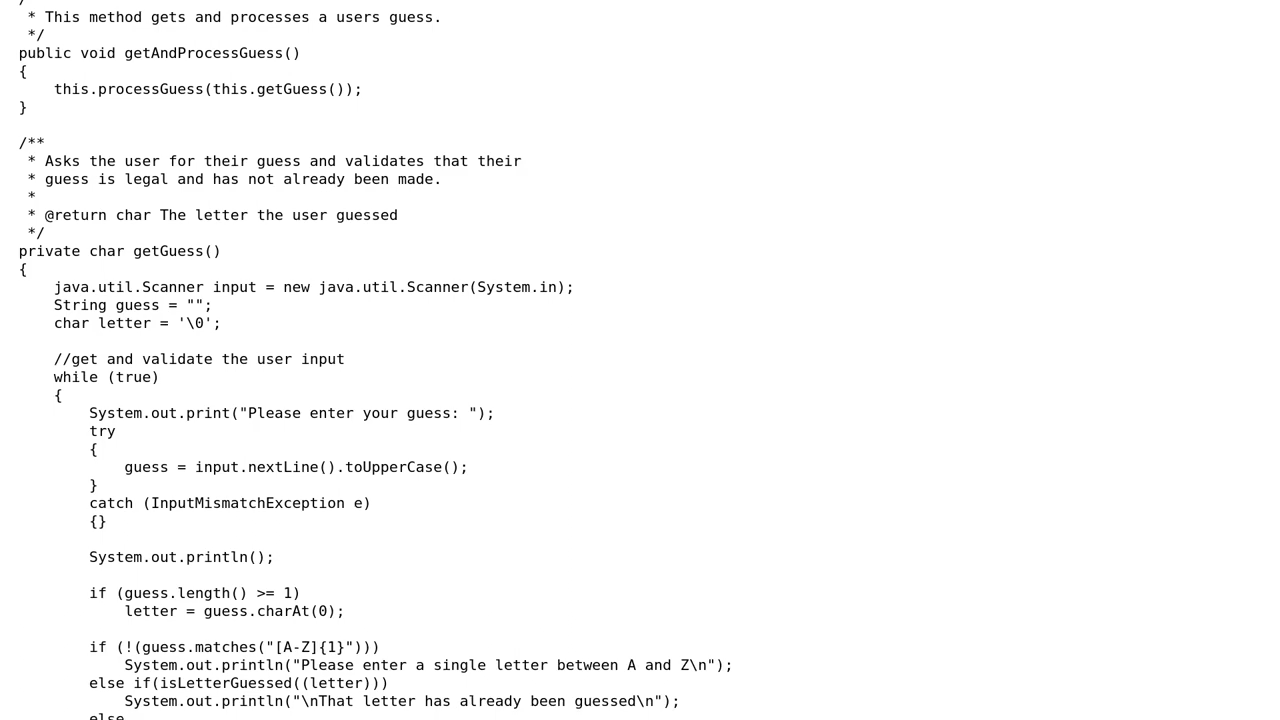 /
 * This method gets and processes a users guess.
 */
public void getAndProcessGuess()
{
    this.processGuess(this.getGuess());
}

/**
 * Asks the user for their guess and validates that their
 * guess is legal and has not already been made.
 *
 * @return char The letter the user guessed
 */
private char getGuess()
{
    java.util.Scanner input = new java.util.Scanner(System.in);
    String guess = "";
    char letter = '\0';

    //get and validate the user input
    while (true)
    {
        System.out.print("Please enter your guess: ");
        try
        {
            guess = input.nextLine().toUpperCase();
        }
        catch (InputMismatchException e)
        {}

        System.out.println();

        if (guess.length() >= 1)
            letter = guess.charAt(0);

        if (!(guess.matches("[A-Z]{1}")))
            System.out.println("Please enter a single letter between A and Z\n");
        else if(isLetterGuessed((letter)))
            System.out.println("\nThat letter has already been guessed\n");
        else